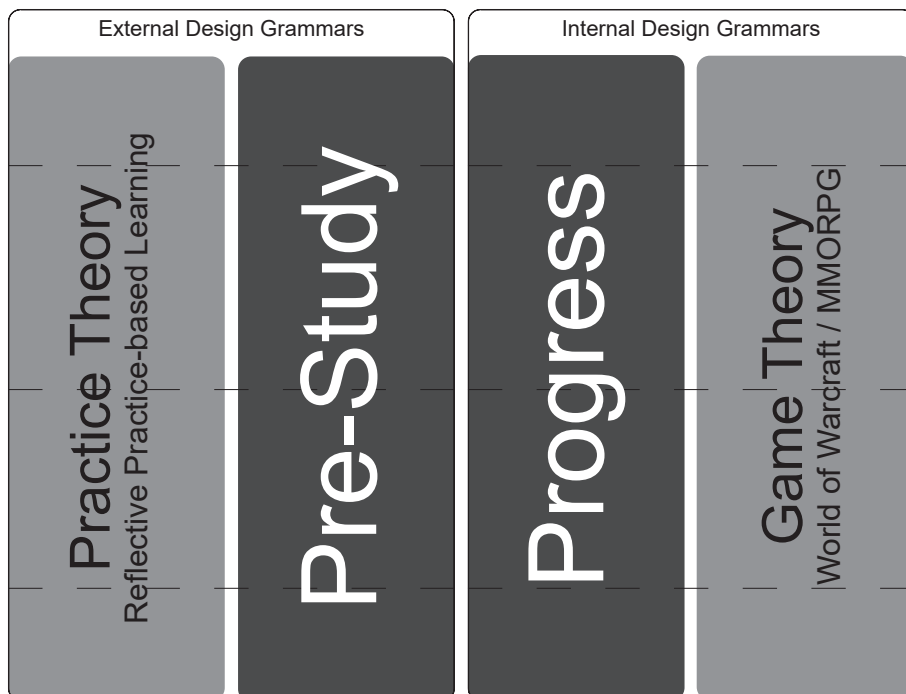 External Design Grammars
Practice Theory
Reflective Practice-based Learning
Pre-Study
Internal Design Grammars
Progress
Game Theory
World of Warcraft / MMORPG